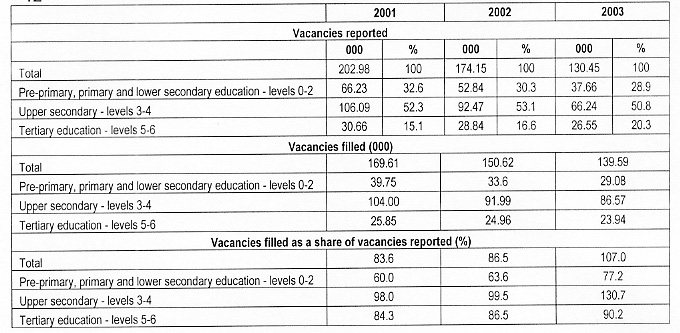 2001 2002 2003
Vacancies reported
000 % 000 % 000 %
Total 202.98 100 174.15 100 130.45 100
Pre-primary, primary and lower secondary education - levels 0-2 66.23 32.6 52.84 30.3 37.66 28.9
Upper secondary - levels 3-4 106.09 52.3 92.47 53.1 66.24 50.8
Tertiary education - levels 5-6 30.66 15.1 28.84 16.6 26.55 20.3
Vacancies filled (000)
Total 169.61 150.62 139.59
Pre-primary, primary and lower secondary education - levels 0-2 39.75 33.6 29.08
Upper secondary - levels 3-4 104.00 91.99 86.57
Tertiary education - levels 5-6 25.85 24.96 23.94
Vacancies filled as a share of vacancies reported (%)
Total 83.6 86.5 107.0
Pre-primary, primary and lower secondary education - levels 0-2 60.0 63.6 77.2
Upper secondary - levels 3-4 98.0 99.5 130.7
Tertiary education - levels 5-6 84.3 86.5 90.2